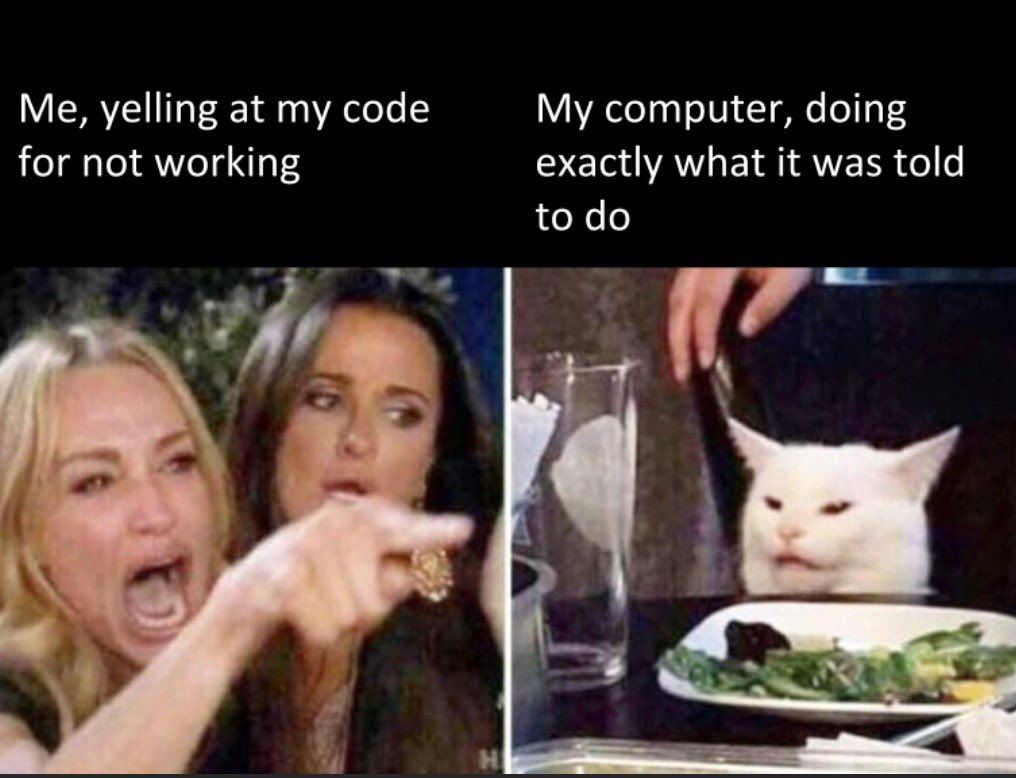 Me, yelling at my code
for not working
My computer, doing
exactly what it was told
to do